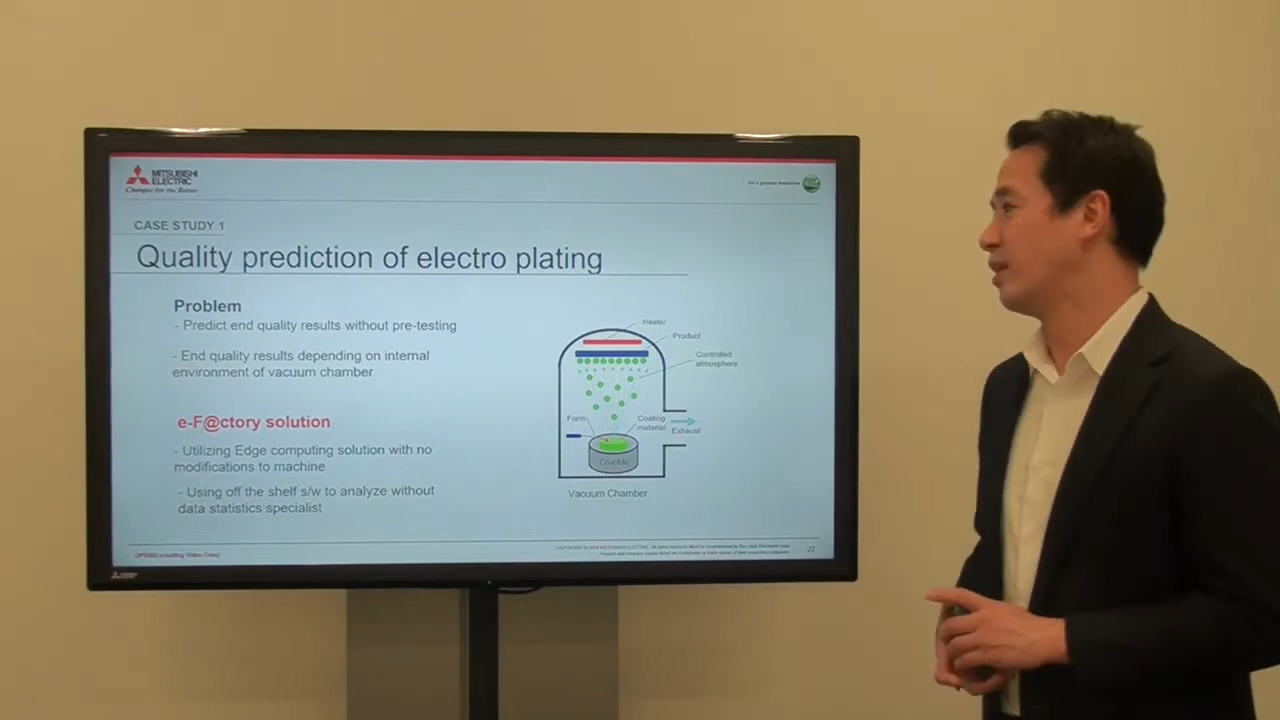 MITSUBISHI
ELECTRIC
Changes for the Better
for a greener tomorrow
CASE STUDY 1
Quality prediction of electro plating
Problem
- Predict end quality results without pre-testing
- End quality results depending on internal
environment of vacuum chamber
e-F@ctory solution
- Utilizing Edge computing solution with no
modifications to machine
- Using off the shelf s/w to analyze without
data statistics specialist
Heater
Product
Controlled
atmosphere
Form
Coating
material
Exhaust
Crucible
Vacuum Chamber